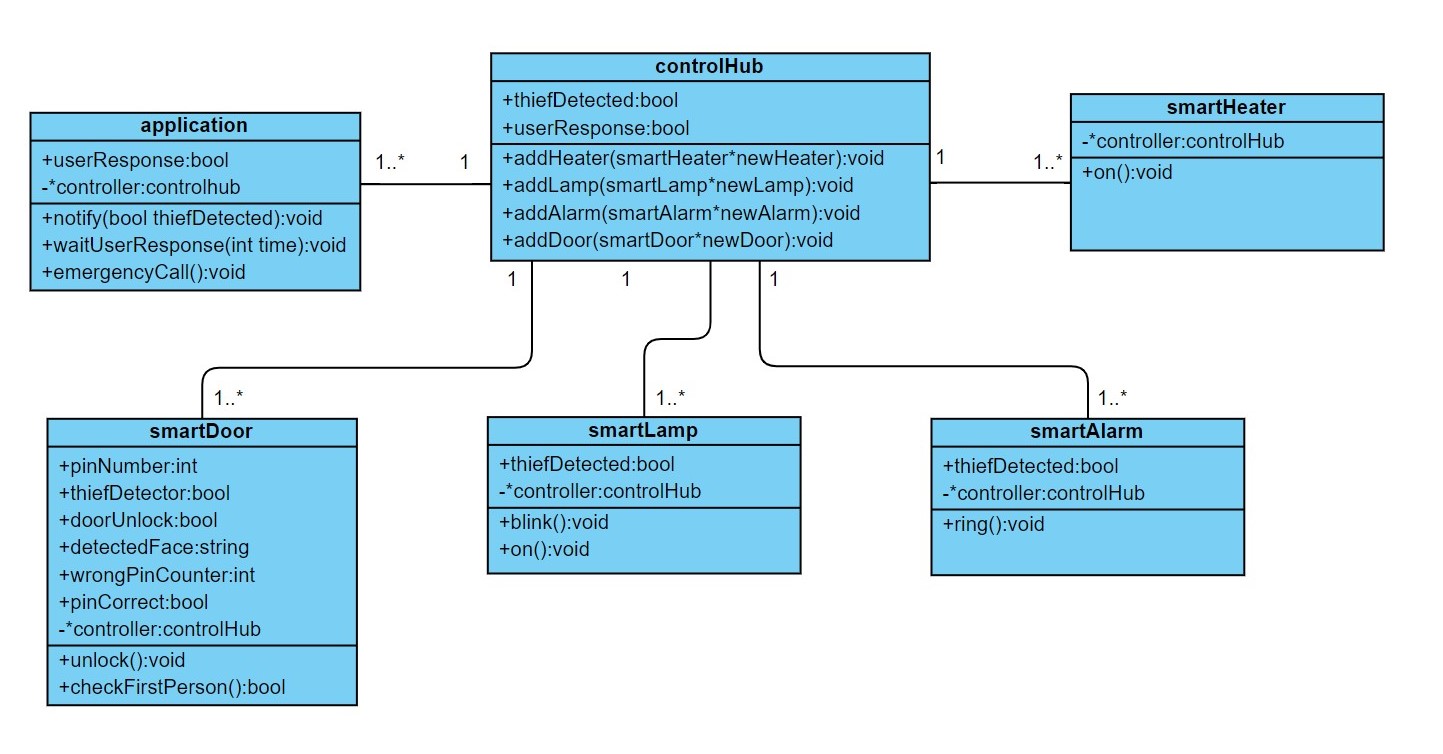 controlHub
+thiefDetected:bool
+userResponse:bool
+addHeater(smartHeater*newHeater):void
+addLamp(smartLamp*newLamp):void
+addAlarm(smartAlarm*newAlarm):void
+addDoor(smartDoor*newDoor):void
application
+userResponse:bool
-*controller:controlhub
+notify(bool thiefDetected):void
+waitUserResponse(int time):void
+emergencyCall():void
1..*
1
1
1..*
smartHeater
-*controller:controlHub
+on():void
1
1
1
1..*
1..*
1..*
smartDoor
+pinNumber:int
+thiefDetector:bool
+doorUnlock:bool
+detectedFace:string
+wrongPinCounter:int
+pinCorrect:bool
-*controller:controlHub
+unlock():void
+checkFirstPerson():bool
smartLamp
+thiefDetected:bool
-*controller:controlHub
+blink():void
+on():void
smartAlarm
+thiefDetected:bool
-*controller:controlHub
+ring():void